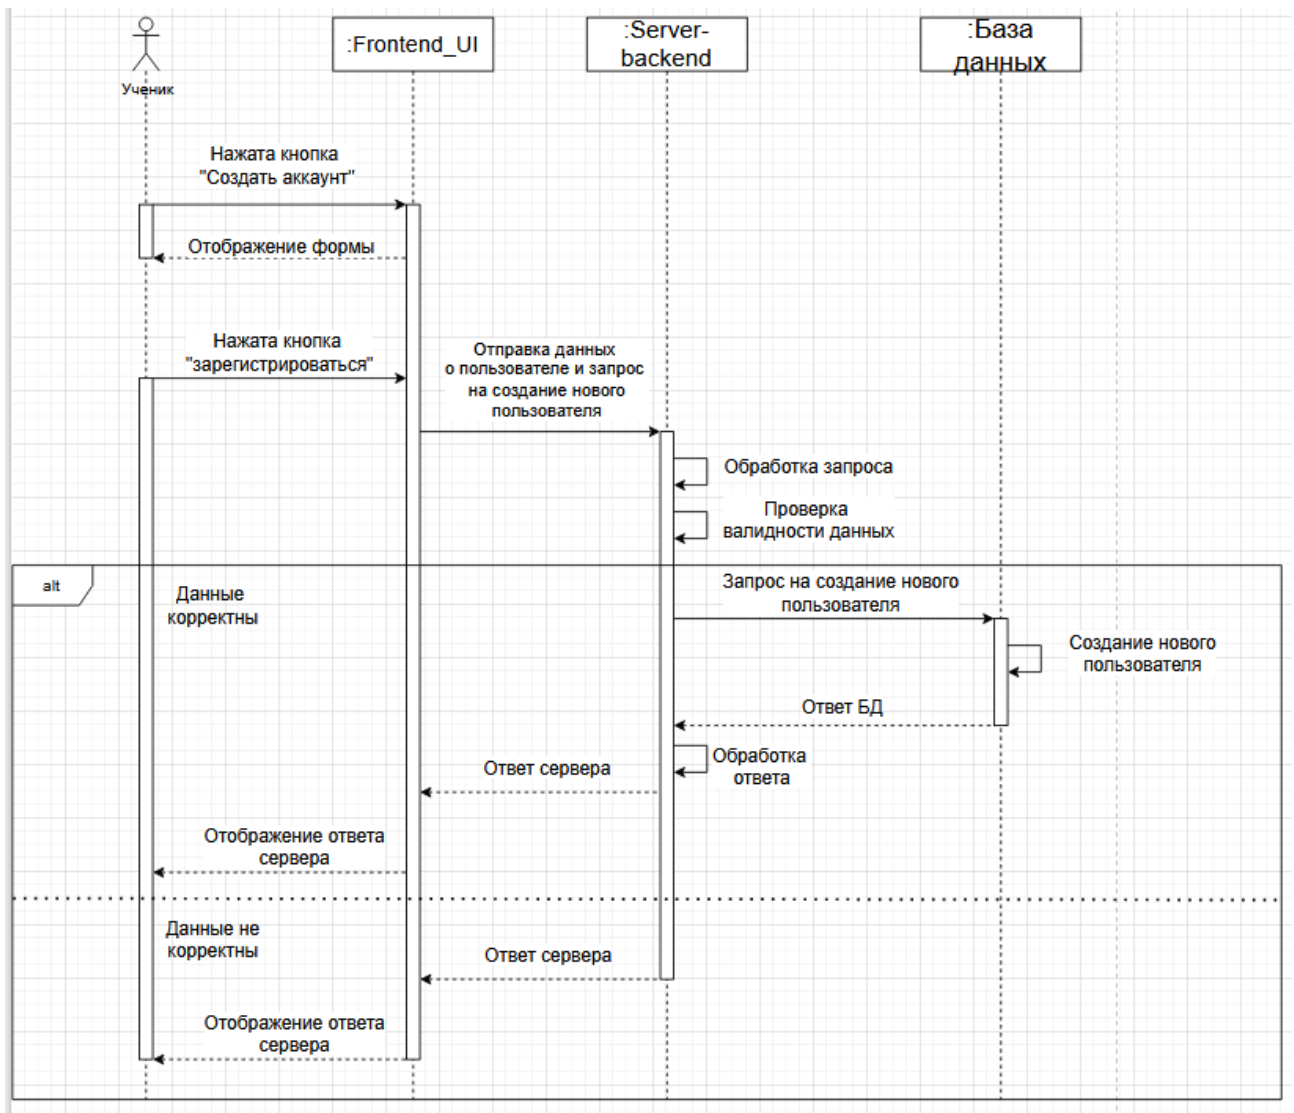 Ученик
:Frontend_UI
:Server-
backend
:База
данных
Нажата кнопка
"Создать аккаунт"
Отображение формы
Нажата кнопка
"зарегистрироваться"
Отправка данных
о пользователе и запрос
на создание нового
пользователя
Обработка запроса
Проверка
валидности данных
alt
Данные
корректны
Запрос на создание нового
пользователя
Создание нового
пользователя
Ответ БД
Обработка
ответа
Ответ сервера
Отображение ответа
сервера
Данные не
корректны
Ответ сервера
Отображение ответа
сервера